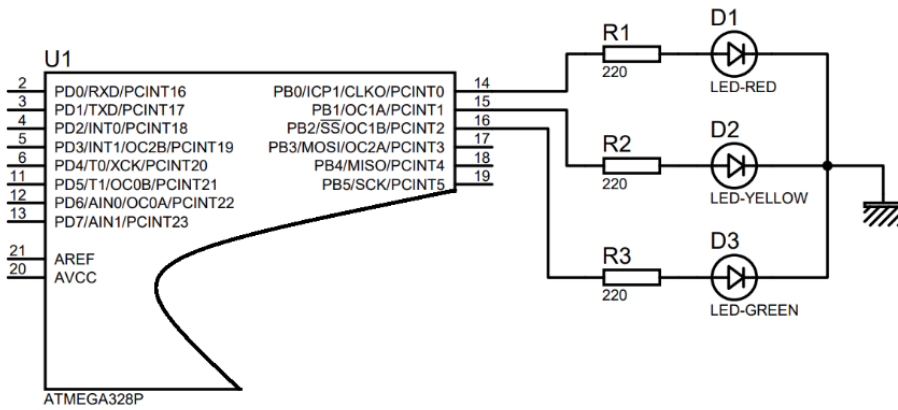 U1
2 PD0/RXD/PCINT16
3 PD1/TXD/PCINT17
4 PD2/INT0/PCINT18
5 PD3/INT1/OC2B/PCINT19
6 PD4/T0/XCK/PCINT20
11 PD5/T1/OC0B/PCINT21
12 PD6/AIN0/OC0A/PCINT22
13 PD7/AIN1/PCINT23
21 AREF
20 AVCC
PB0/ICP1/CLKO/PCINT0 14
PB1/OC1A/PCINT1 15
PB2/SS/OC1B/PCINT2 16
PB3/MOSI/OC2A/PCINT3 17
PB4/MISO/PCINT4 18
PB5/SCK/PCINT5 19
ATMEGA328P
R1
220
D1
LED-RED
R2
220
D2
LED-YELLOW
R3
220
D3
LED-GREEN